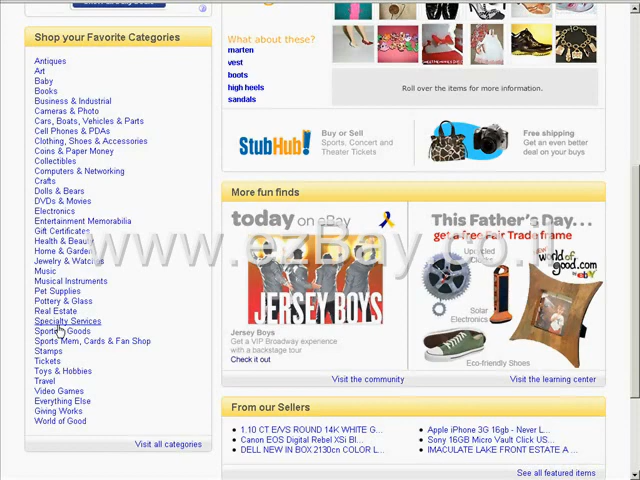 Shop your Favorite Categories
Antiques
Art
Baby
Books
Business & Industrial
Cameras & Photo
Cars, Boats, Vehicles & Parts
Cell Phones & PDAs
Clothing, Shoes & Accessories
Coins & Paper Money
Collectibles
Computers & Networking
Crafts
Dolls & Bears
DVDs & Movies
Electronics
Entertainment Memorabilia
Gift Certificates
Health & Beauty
Home & Garden
Jewelry & Watches
Music
Musical Instruments
Pet Supplies
Pottery & Glass
Real Estate
Specialty Services
Sporting Goods
Sports Mem, Cards & Fan Shop
Stamps
Tickets
Toys & Hobbies
Travel
Video Games
Everything Else
Giving Works
World of Good
Visit all categories
What about these?
marten
vest
boots
high heels
sandals
Roll over the items for more information.
StubHub!
Buy or Sell
Sports, Concert and
Theater Tickets
Free shipping
Get an even better
deal on your buys
More fun finds
today on eBay
JERSEY BOYS
Jersey Boys
Get a VIP Broadway experience
with a backstage tour
Check it out
This Father's Day...
get a free Fair Trade frame
Upcycled
Clocks
new
world of
good.com
by ebay
Solar
Electronics
Eco-friendly Shoes
Visit the community
Visit the learning center
www.ezBay.co.il
From our Sellers
1.10 CT E/VS ROUND 14K WHITE G...
Canon EOS Digital Rebel XSi Bl...
DELL NEW IN BOX 2130cn COLOR L...
Apple iPhone 3G 16gb - Never L...
Sony 16GB Micro Vault Click US...
IMACULATE LAKE FRONT ESTATE A ...
See all featured items